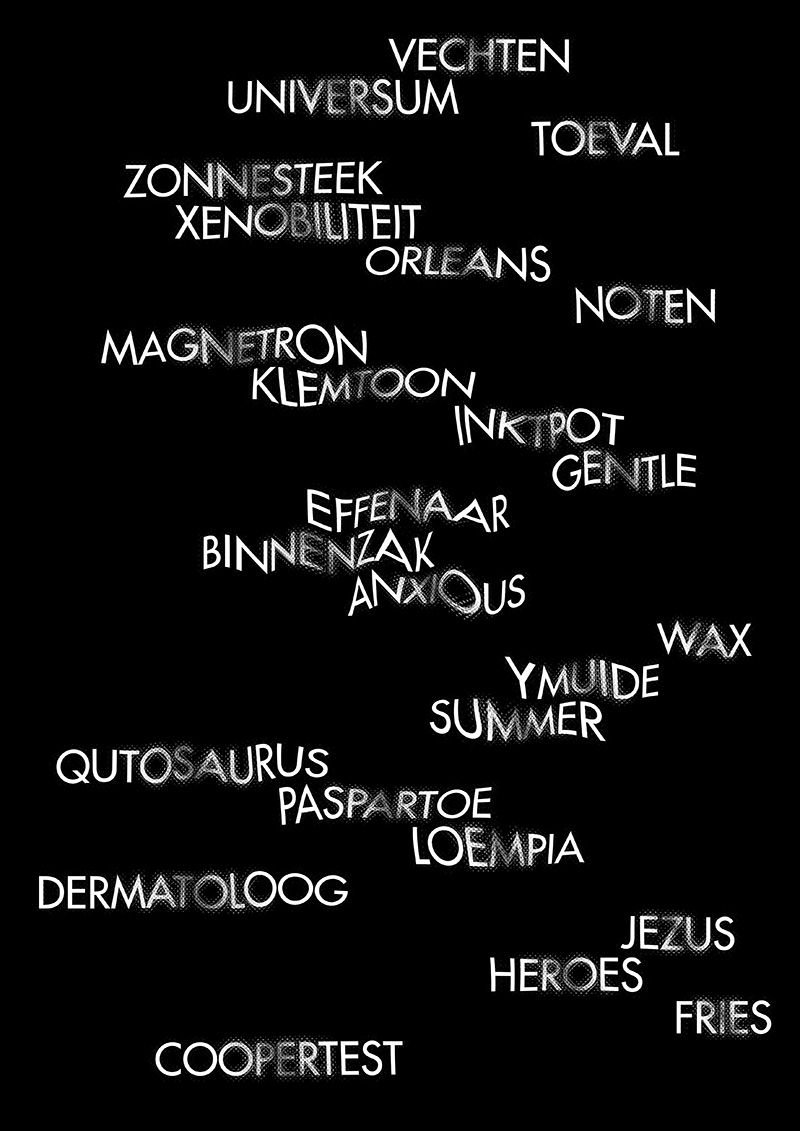 VECHTEN
UNIVERSUM
TOEVAL
ZONNESTEEK
XENOBILITEIT
ORLEANS
NOTEN
MAGNETRON
KLEMTOON
INKTPOT
GENTLE
EFFENAAR
BINNENZAK
ANXIOUS
WAX
YMUIDE
SUMMER
QUTOSAURUS
PASPARTOE
LOEMPIA
DERMATOLOOG
JEZUS
HEROES
FRIES
COOPERTEST